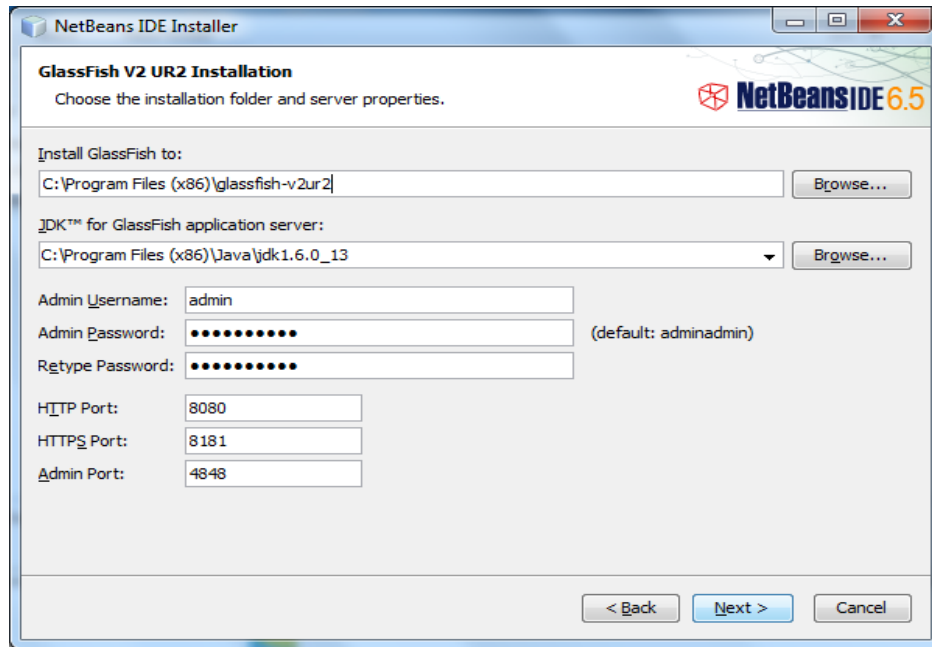 NetBeans IDE Installer
GlassFish V2 UR2 Installation
Choose the installation folder and server properties.
NetBeans IDE 6.5
Install GlassFish to:
C:\Program Files (x86)\glassfish-v2ur2 Browse...
JDK™ for GlassFish application server:
C:\Program Files (x86)\Java\jdk1.6.0_13 Browse...
Admin Username: admin
Admin Password: ●●●●●●●●●● (default: adminadmin)
Retype Password: ●●●●●●●●●●
HTTP Port: 8080
HTTPS Port: 8181
Admin Port: 4848
< Back Next > Cancel